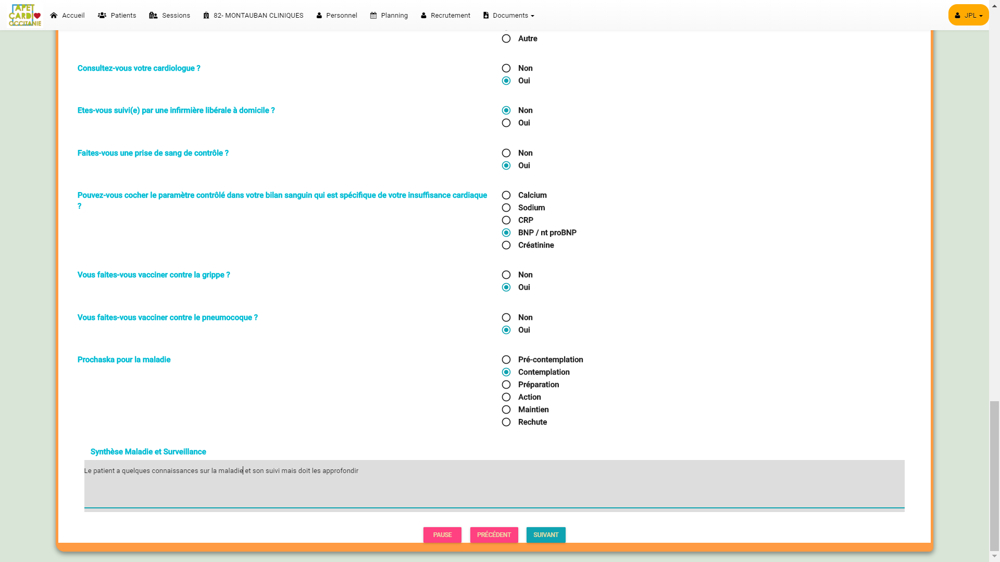 APET
CARDI
OCCITANIE
Accueil Patients Sessions 82- MONTAUBAN CLINIQUES Personnel Planning Recrutement Documents JPL
Autre
Consultez-vous votre cardiologue ?
Non
Oui
Etes-vous suivi(e) par une infirmière libérale à domicile ?
Non
Oui
Faites-vous une prise de sang de contrôle ?
Non
Oui
Pouvez-vous cocher le paramètre contrôlé dans votre bilan sanguin qui est spécifique de votre insuffisance cardiaque
?
Calcium
Sodium
CRP
BNP / nt proBNP
Créatinine
Vous faites-vous vacciner contre la grippe ?
Non
Oui
Vous faites-vous vacciner contre le pneumocoque ?
Non
Oui
Prochaska pour la maladie
Pré-contemplation
Contemplation
Préparation
Action
Maintien
Rechute
Synthèse Maladie et Surveillance
Le patient a quelques connaissances sur la maladie et son suivi mais doit les approfondir
PAUSE PRÉCÉDENT SUIVANT